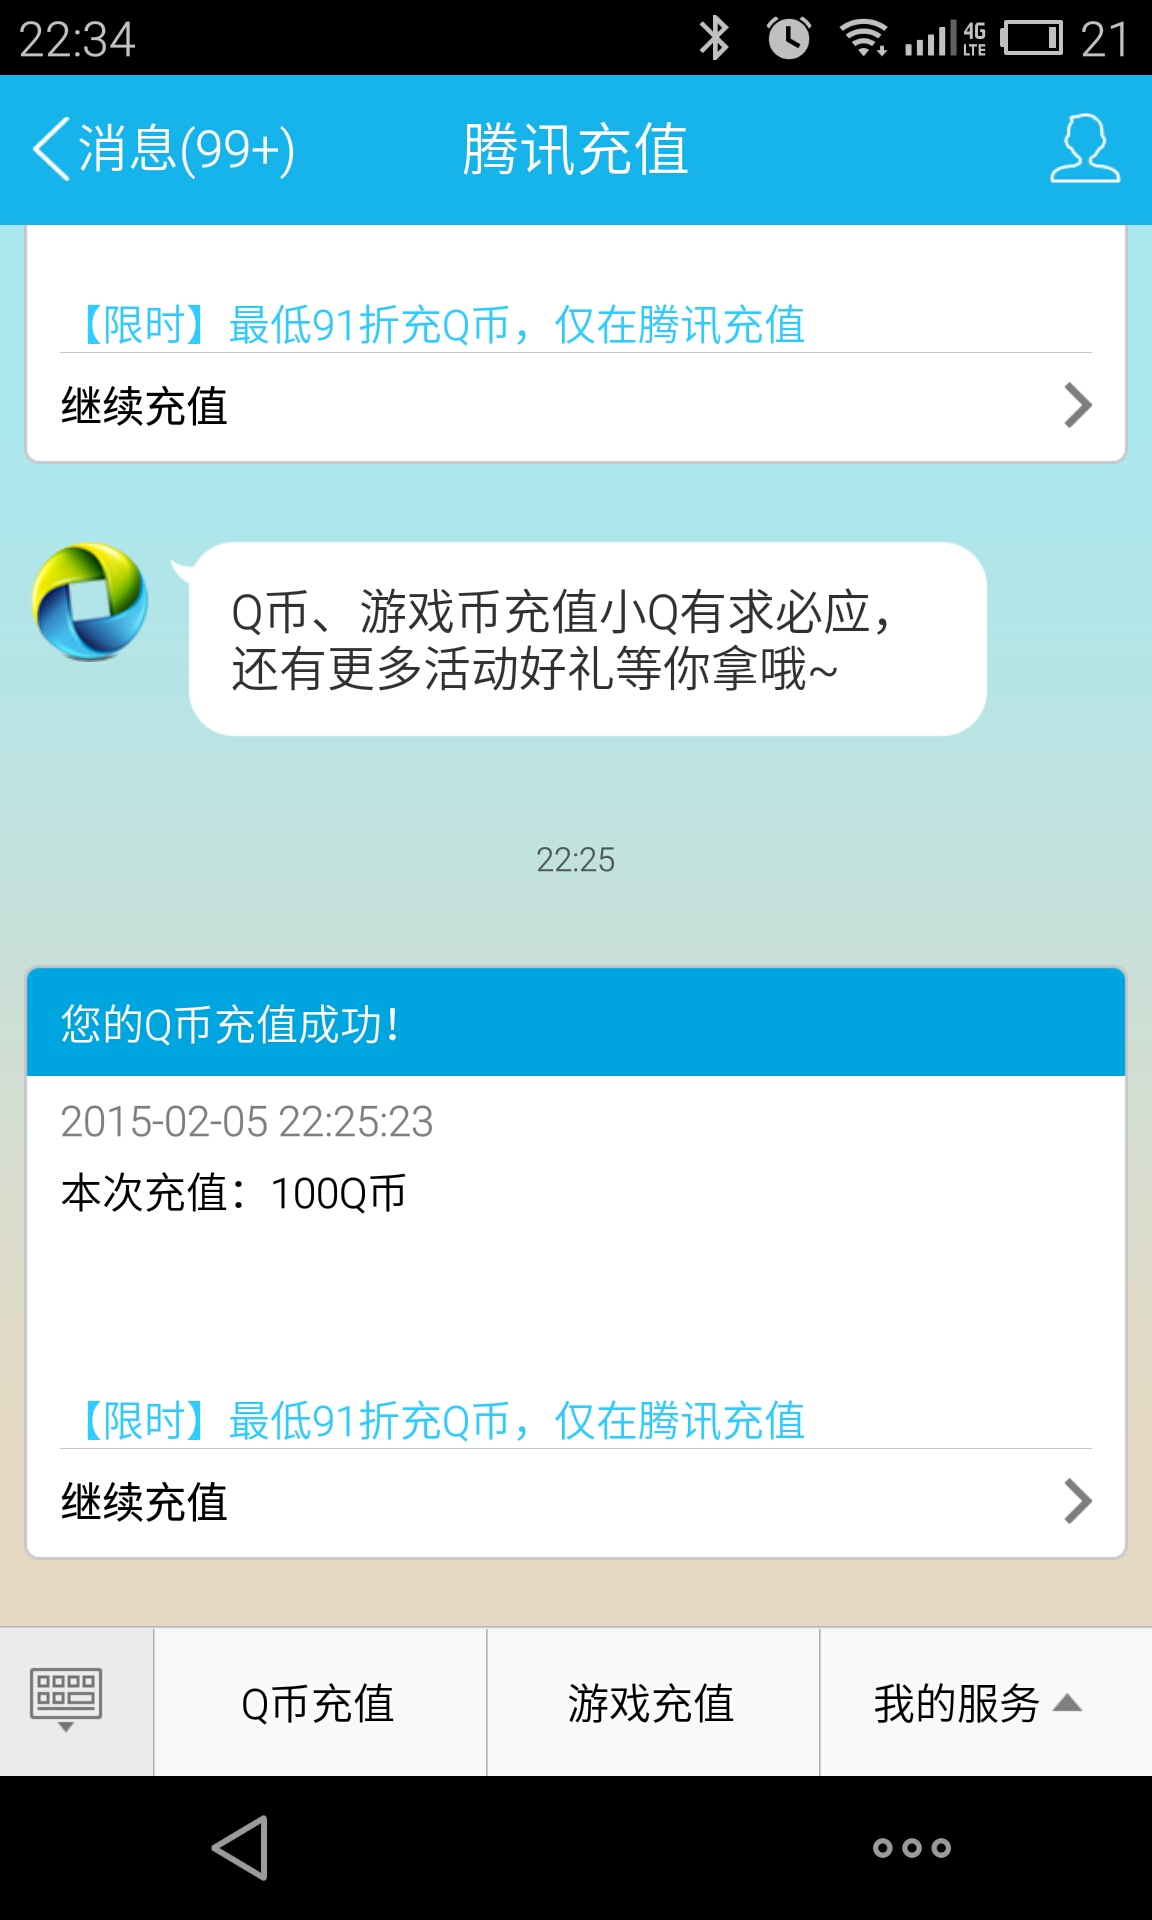 22:34
4G
LTE
21
消息(99+)
腾讯充值
【限时】最低91折充Q币，仅在腾讯充值
继续充值
Q币、游戏币充值小Q有求必应，
还有更多活动好礼等你拿哦~
22:25
您的Q币充值成功！
2015-02-05 22:25:23
本次充值：100Q币
【限时】最低91折充Q币，仅在腾讯充值
继续充值
Q币充值
游戏充值
我的服务